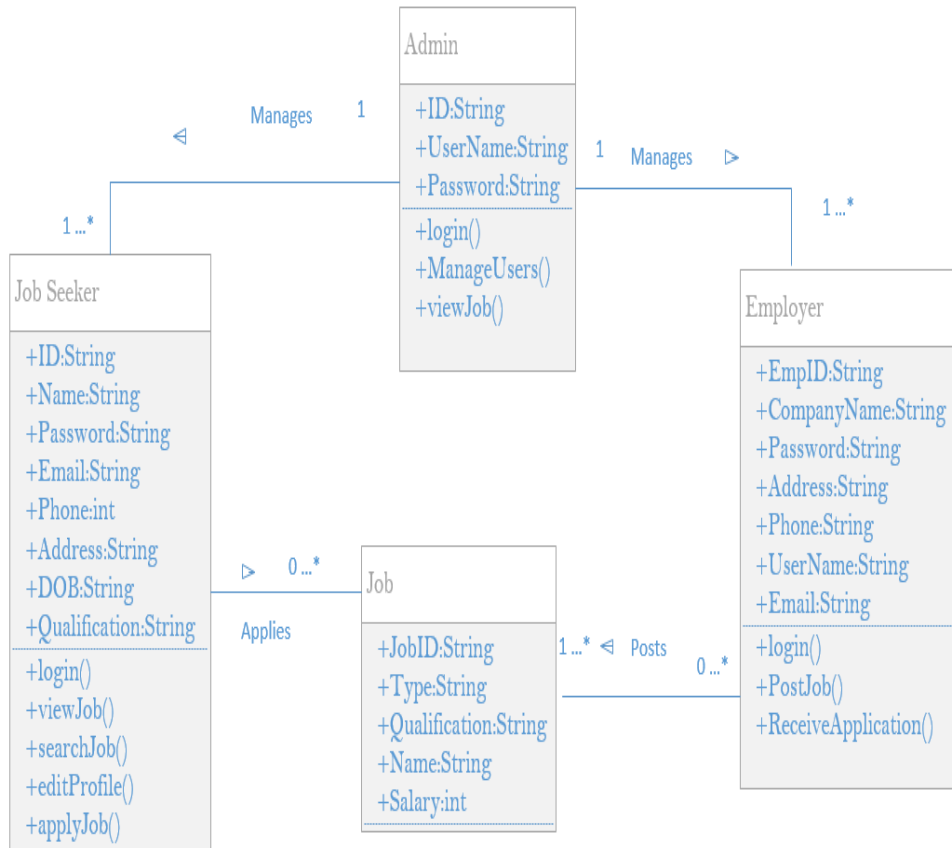 Admin
+ID:String
+UserName:String
+Password:String
+login()
+ManageUsers()
+viewJob()
Manages
1
1 ...*
1
Manages
1 ...*
Job Seeker
+ID:String
+Name:String
+Password:String
+Email:String
+Phone:int
+Address:String
+DOB:String
+Qualification:String
+login()
+viewJob()
+searchJob()
+editProfile()
+applyJob()
Employer
+EmpID:String
+CompanyName:String
+Password:String
+Address:String
+Phone:String
+UserName:String
+Email:String
+login()
+PostJob()
+ReceiveApplication()
0 ...*
Applies
Job
+JobID:String
+Type:String
+Qualification:String
+Name:String
+Salary:int
1 ...*
Posts
0 ...*